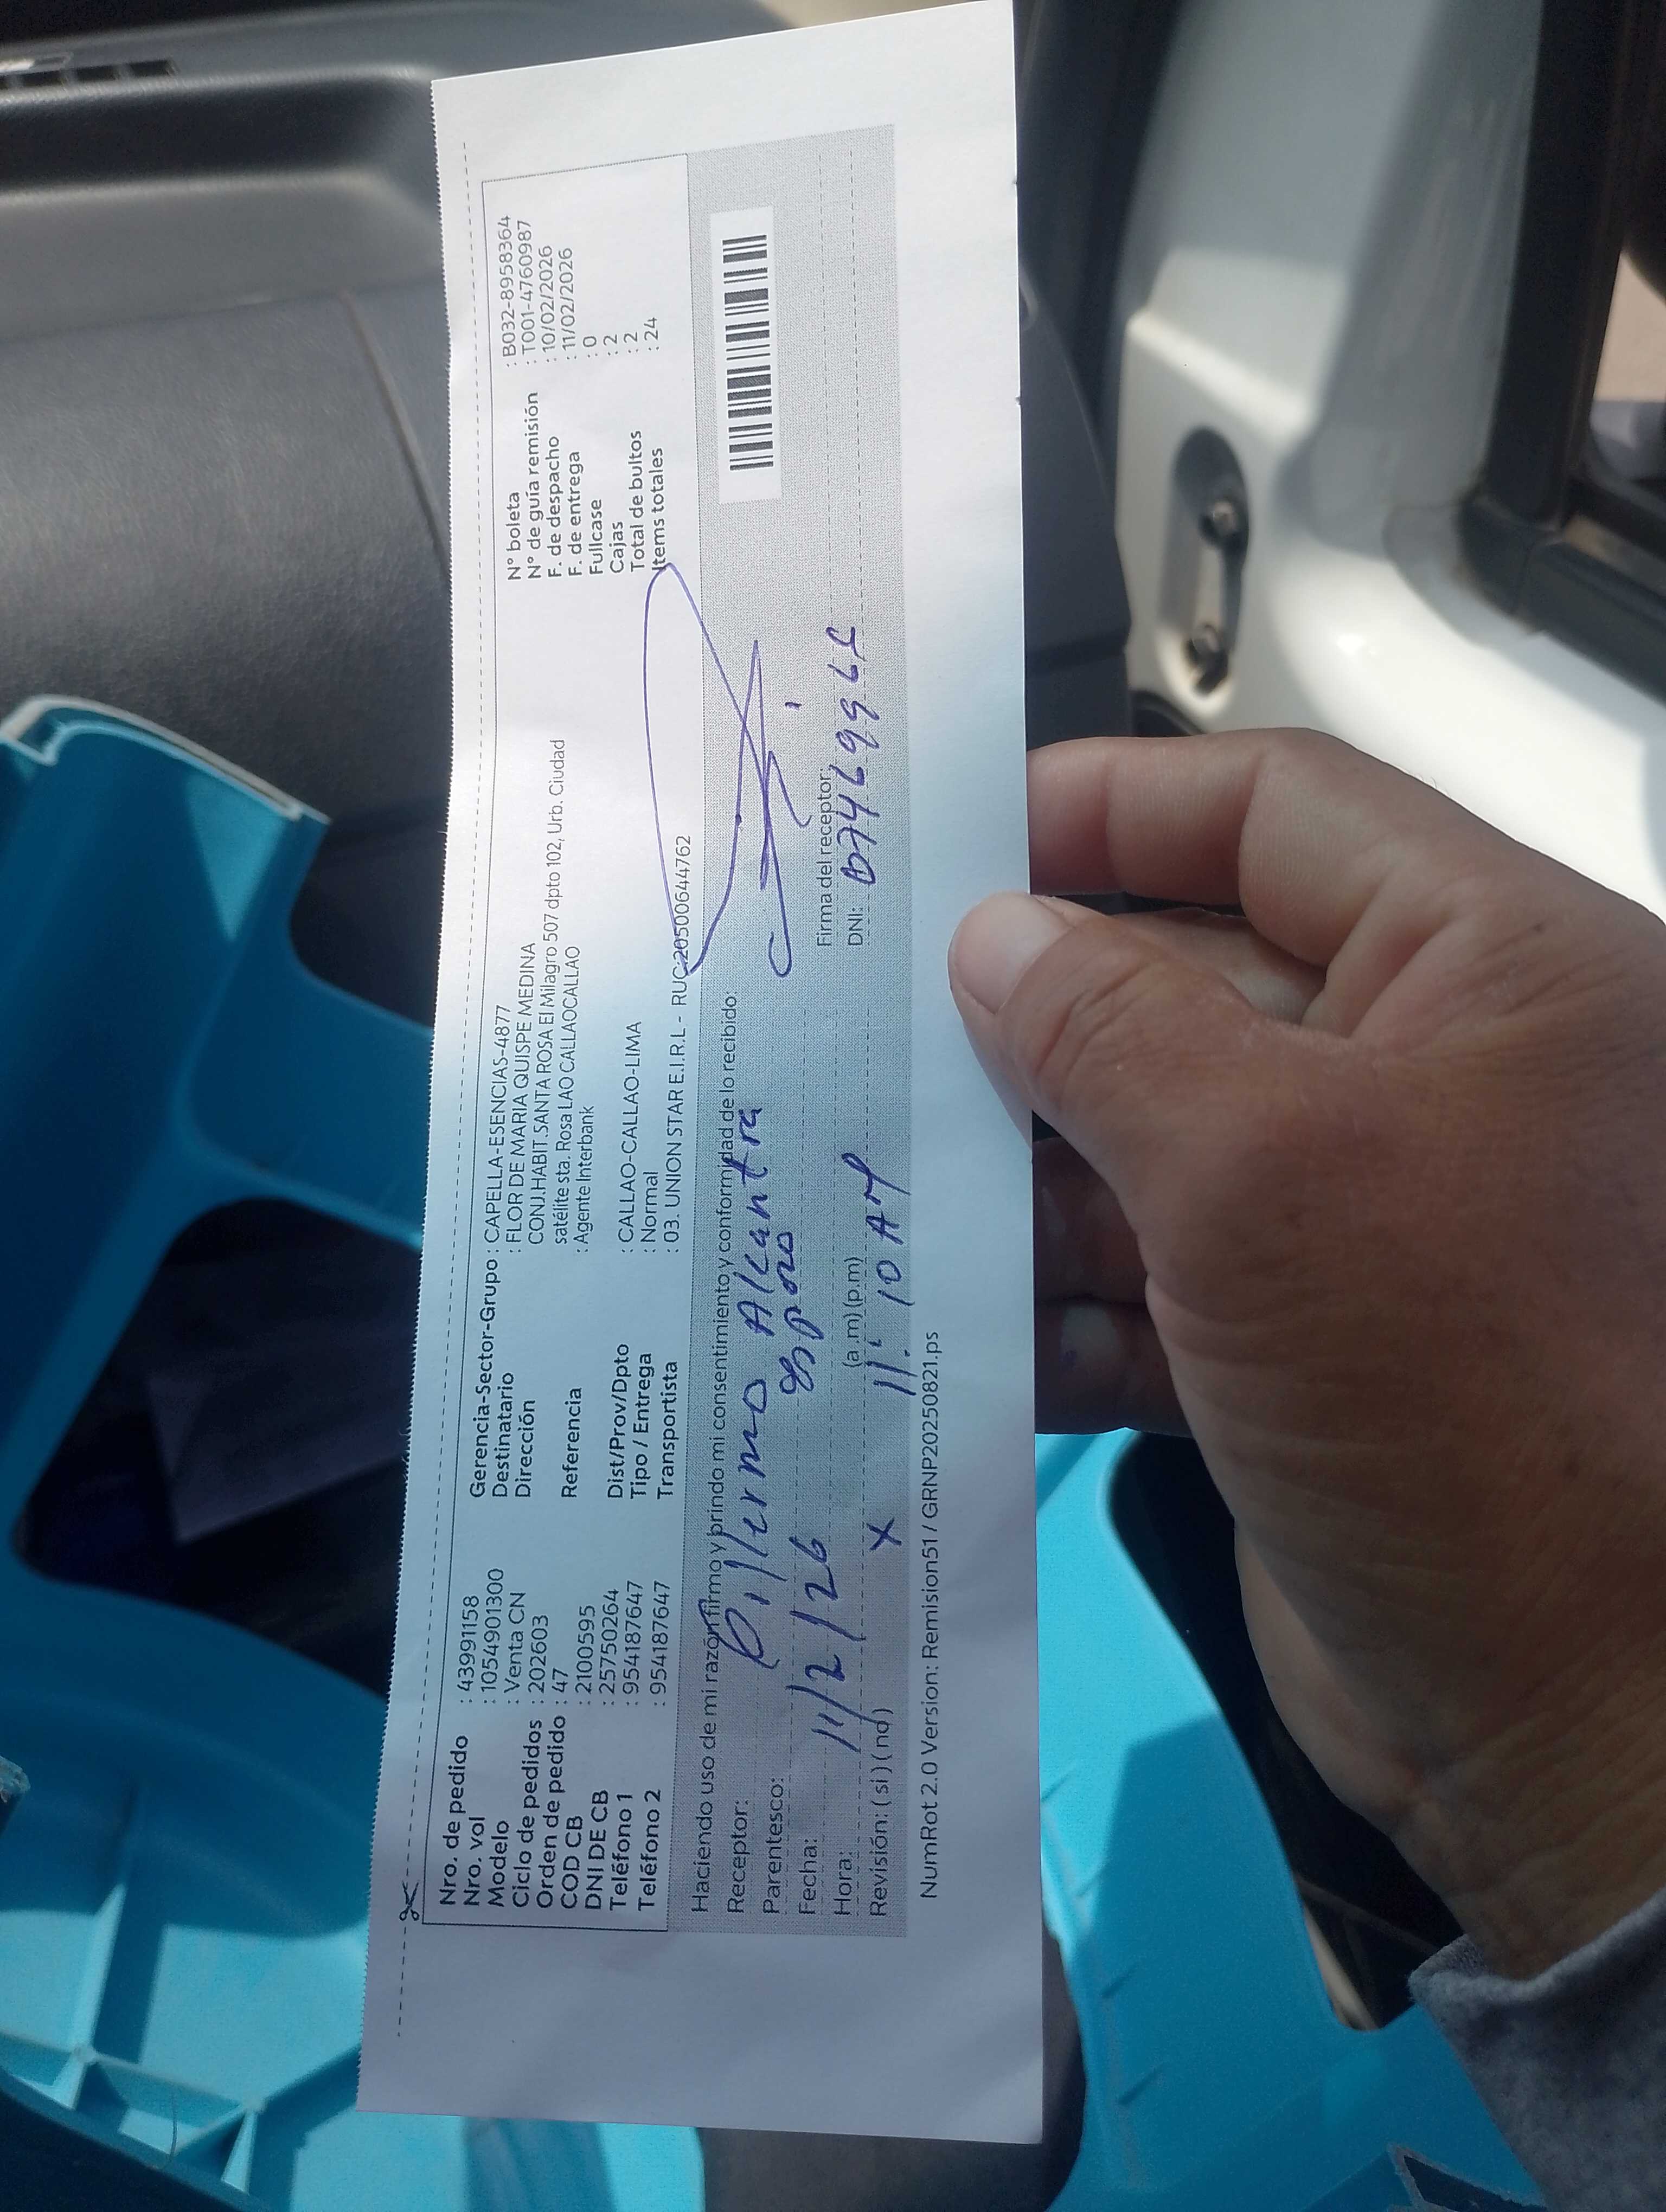 Nro. de pedido : 43991158
Nro. vol : 1054901300
Modelo : Venta CN
Ciclo de pedidos : 202603
Orden de pedido : 47
COD CB : 2100595
DNI DE CB : 25750264
Teléfono 1 : 954187647
Teléfono 2 : 954187647
Gerencia-Sector-Grupo : CAPELLA-ESENCIAS-4877
Destinatario : FLOR DE MARIA QUISPE MEDINA
Dirección CONJ.HABIT.SANTA ROSA El Milagro 507 dpto 102, Urb. Ciudad
satélite sta. Rosa LAO CALLAOCALLAO
Referencia : Agente Interbank
Dist/Prov/Dpto : CALLAO-CALLAO-LIMA
Tipo / Entrega : Normal
Transportista : 03. UNION STAR E.I.R.L - RUC:20500644762
N° boleta : B032-8958364
N° de guía remisión : T001-4760987
F. de despacho : 10/02/2026
F. de entrega : 11/02/2026
Fullcase : 0
Cajas : 2
Total de bultos : 2
Items totales : 24
Haciendo uso de mi razón firmo y brindo mi consentimiento y conformidad de lo recibido:
Receptor: Alcantra
Parentesco: esposo
Fecha: 11/2/26
Hora: (a.m) (p.m) 11:10 AM
Revisión: ( si ) ( no ) X
Firma del receptor:
DNI:
NumRot 2.0 Version: Remision51 / GRNP20250821.ps